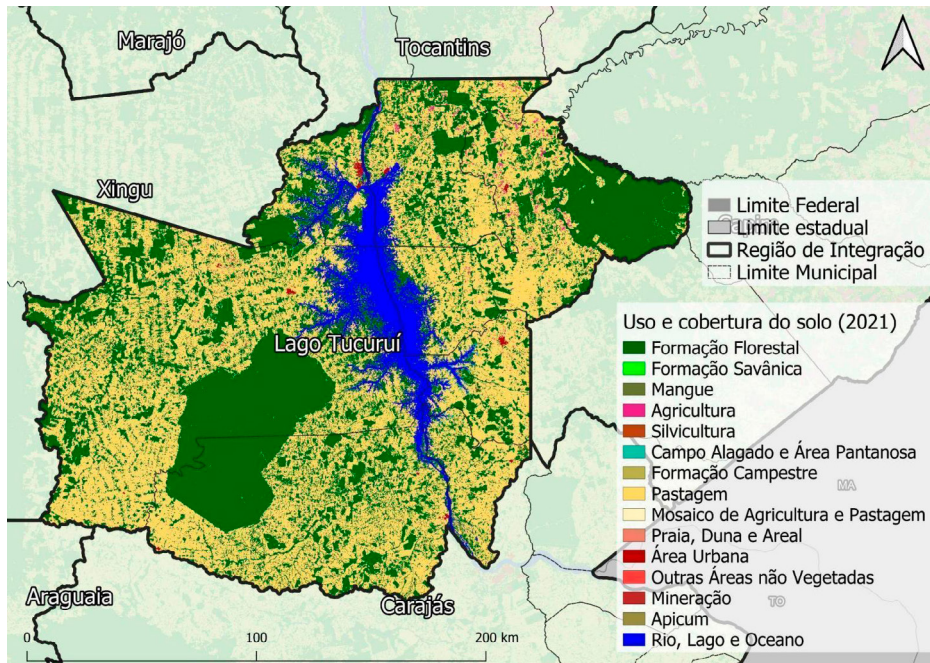 Marajó
Tocantins
Xingu
Lago Tucuruí
Araguaia
Carajás
Capim
MA
TO
0
100
200 km
Limite Federal
Limite estadual
Região de Integração
Limite Municipal
Uso e cobertura do solo (2021)
Formação Florestal
Formação Savânica
Mangue
Agricultura
Silvicultura
Campo Alagado e Área Pantanosa
Formação Campestre
Pastagem
Mosaico de Agricultura e Pastagem
Praia, Duna e Areal
Área Urbana
Outras Áreas não Vegetadas
Mineração
Apicum
Rio, Lago e Oceano